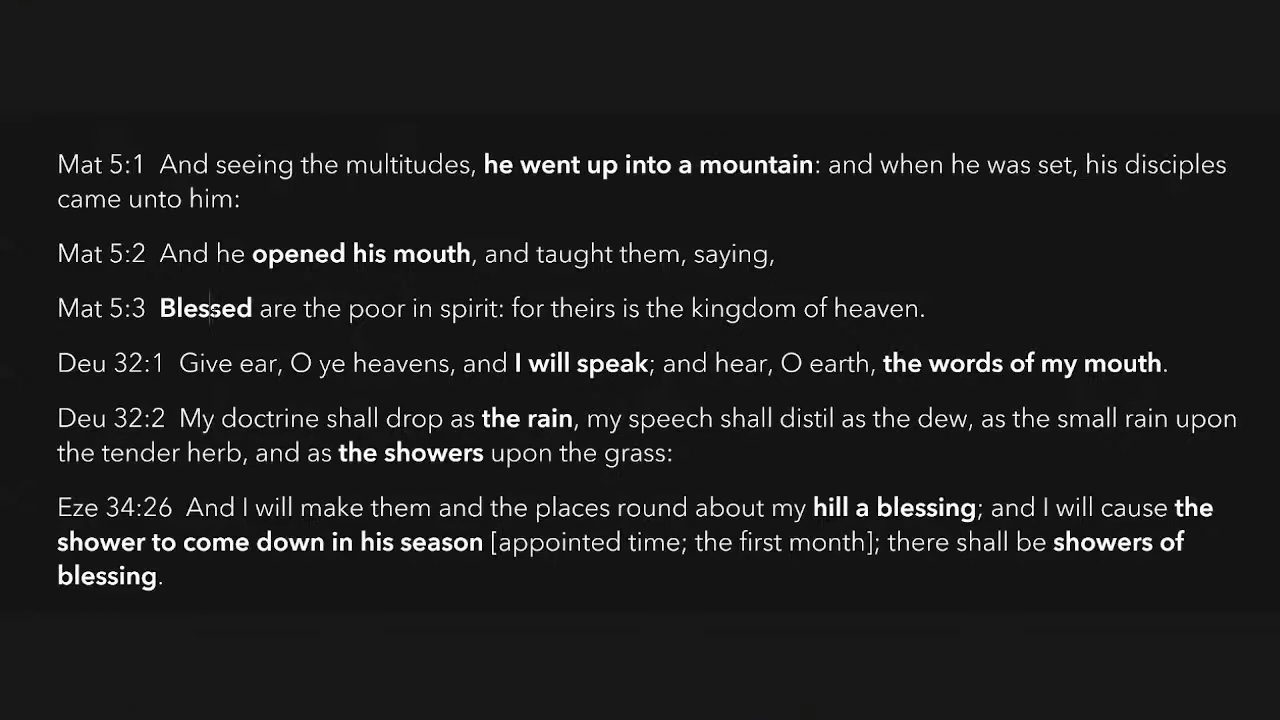 Mat 5:1 And seeing the multitudes, he went up into a mountain: and when he was set, his disciples
came unto him:
Mat 5:2 And he opened his mouth, and taught them, saying,
Mat 5:3 Blessed are the poor in spirit: for theirs is the kingdom of heaven.
Deu 32:1 Give ear, O ye heavens, and I will speak; and hear, O earth, the words of my mouth.
Deu 32:2 My doctrine shall drop as the rain, my speech shall distil as the dew, as the small rain upon
the tender herb, and as the showers upon the grass:
Eze 34:26 And I will make them and the places round about my hill a blessing; and I will cause the
shower to come down in his season [appointed time; the first month]; there shall be showers of
blessing.